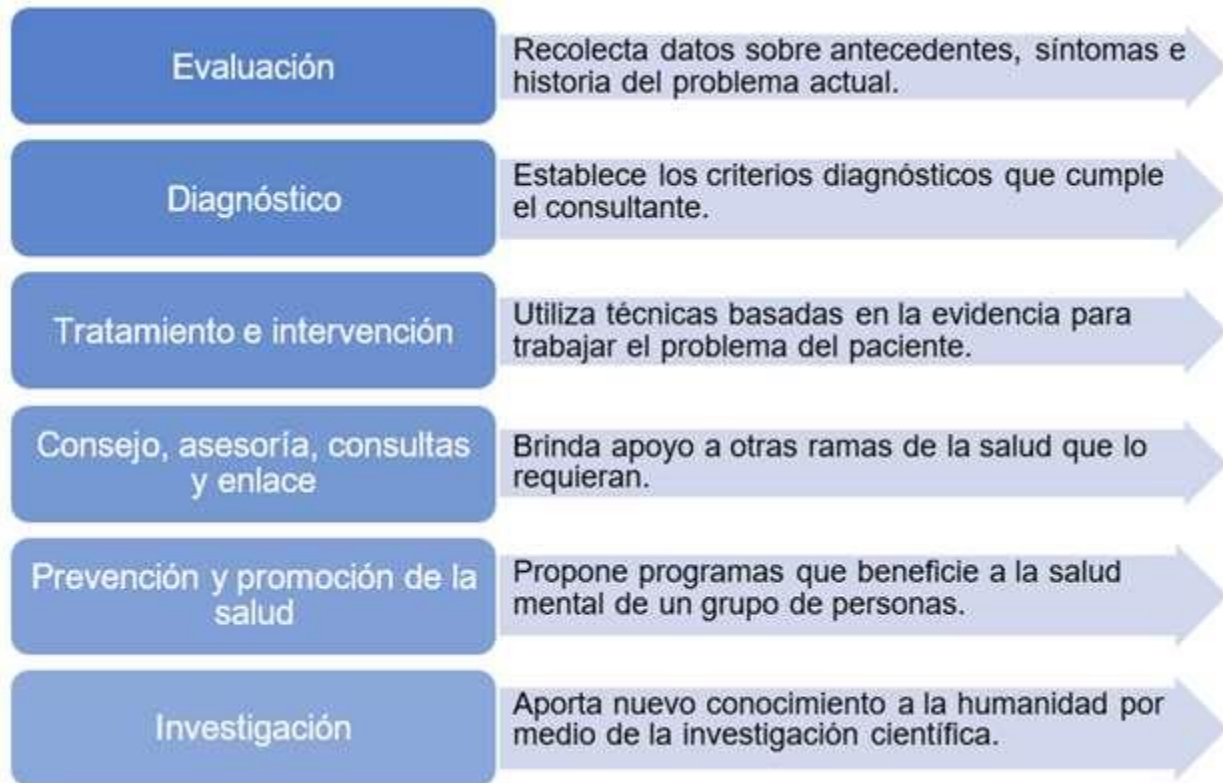 Evaluación
Recolecta datos sobre antecedentes, síntomas e
historia del problema actual.
Diagnóstico
Establece los criterios diagnósticos que cumple
el consultante.
Tratamiento e intervención
Utiliza técnicas basadas en la evidencia para
trabajar el problema del paciente.
Consejo, asesoría, consultas
y enlace
Brinda apoyo a otras ramas de la salud que lo
requieran.
Prevención y promoción de la
salud
Propone programas que beneficie a la salud
mental de un grupo de personas.
Investigación
Aporta nuevo conocimiento a la humanidad por
medio de la investigación científica.